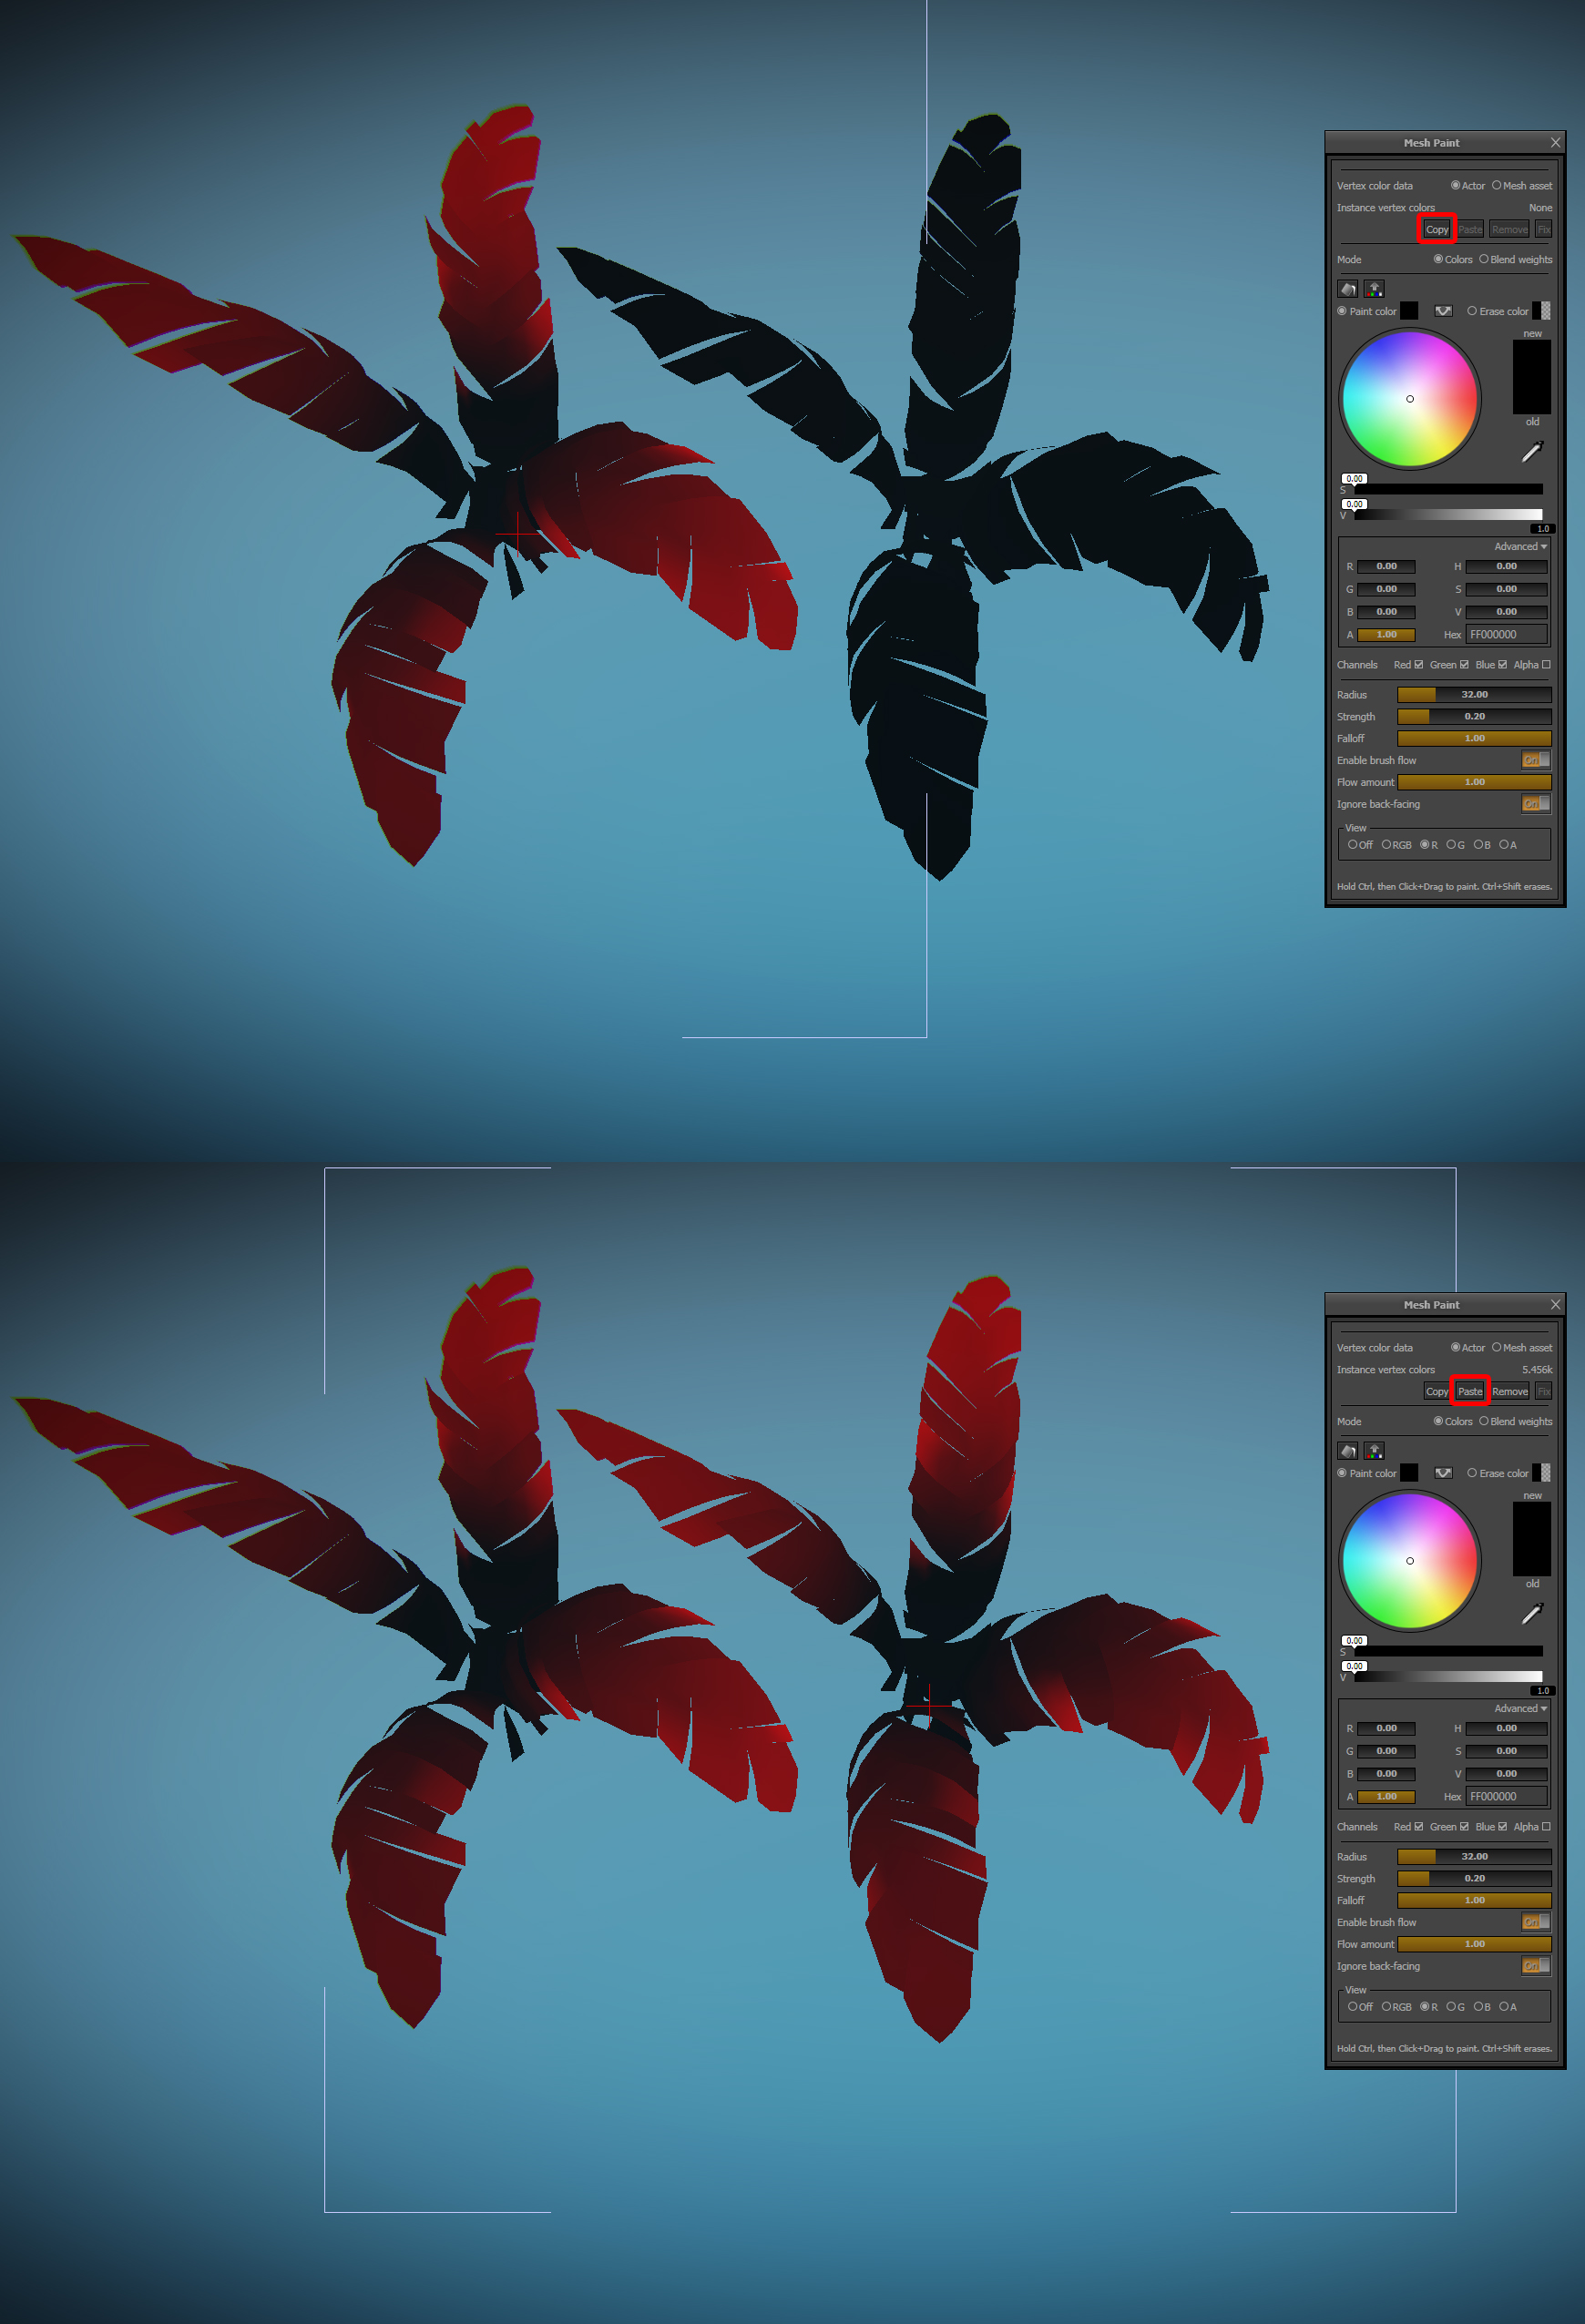 Mesh Paint
Vertex color data Actor Mesh asset
Instance vertex colors None
Copy Paste Remove Fix
Mode Colors Blend weights
Paint color Erase color
new
old
0.00
S
0.00
V
1.0
Advanced
R 0.00 H 0.00
G 0.00 S 0.00
B 0.00 V 0.00
A 1.00 Hex FF000000
Channels Red Green Blue Alpha
Radius 32.00
Strength 0.20
Falloff 1.00
Enable brush flow On
Flow amount 1.00
Ignore back-facing On
View
Off RGB R G B A
Hold Ctrl, then Click+Drag to paint. Ctrl+Shift erases.
Mesh Paint
Vertex color data Actor Mesh asset
Instance vertex colors 5.456k
Copy Paste Remove Fix
Mode Colors Blend weights
Paint color Erase color
new
old
0.00
S
0.00
V
1.0
Advanced
R 0.00 H 0.00
G 0.00 S 0.00
B 0.00 V 0.00
A 1.00 Hex FF000000
Channels Red Green Blue Alpha
Radius 32.00
Strength 0.20
Falloff 1.00
Enable brush flow On
Flow amount 1.00
Ignore back-facing On
View
Off RGB R G B A
Hold Ctrl, then Click+Drag to paint. Ctrl+Shift erases.